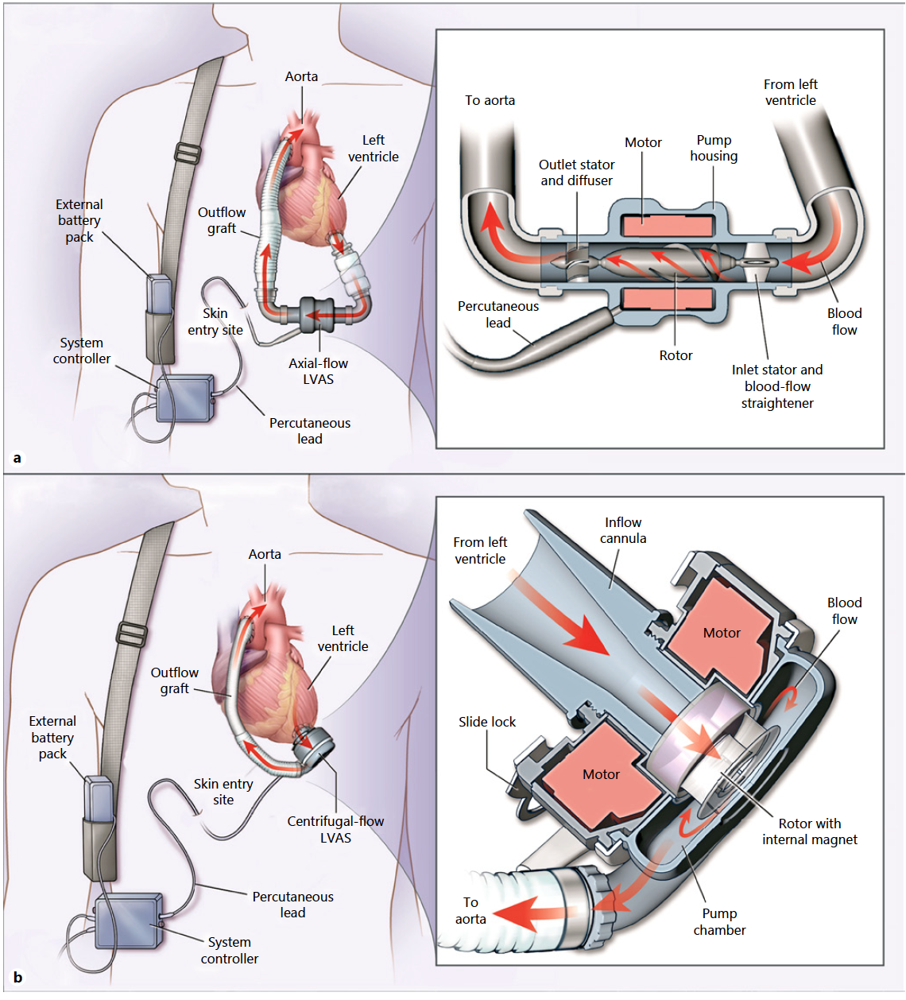 Aorta
Left
ventricle
External
battery
pack
Outflow
graft
Skin
entry site
System
controller
Axial-flow
LVAS
Percutaneous
lead
a
To aorta
From left
ventricle
Motor
Pump
housing
Outlet stator
and diffuser
Percutaneous
lead
Rotor
Blood
flow
Inlet stator and
blood-flow
straightener
Aorta
Left
ventricle
Outflow
graft
External
battery
pack
Skin entry
site
Centrifugal-flow
LVAS
Percutaneous
lead
System
controller
b
Inflow
cannula
From left
ventricle
Blood
flow
Motor
Slide lock
Motor
Rotor with
internal magnet
To
aorta
Pump
chamber